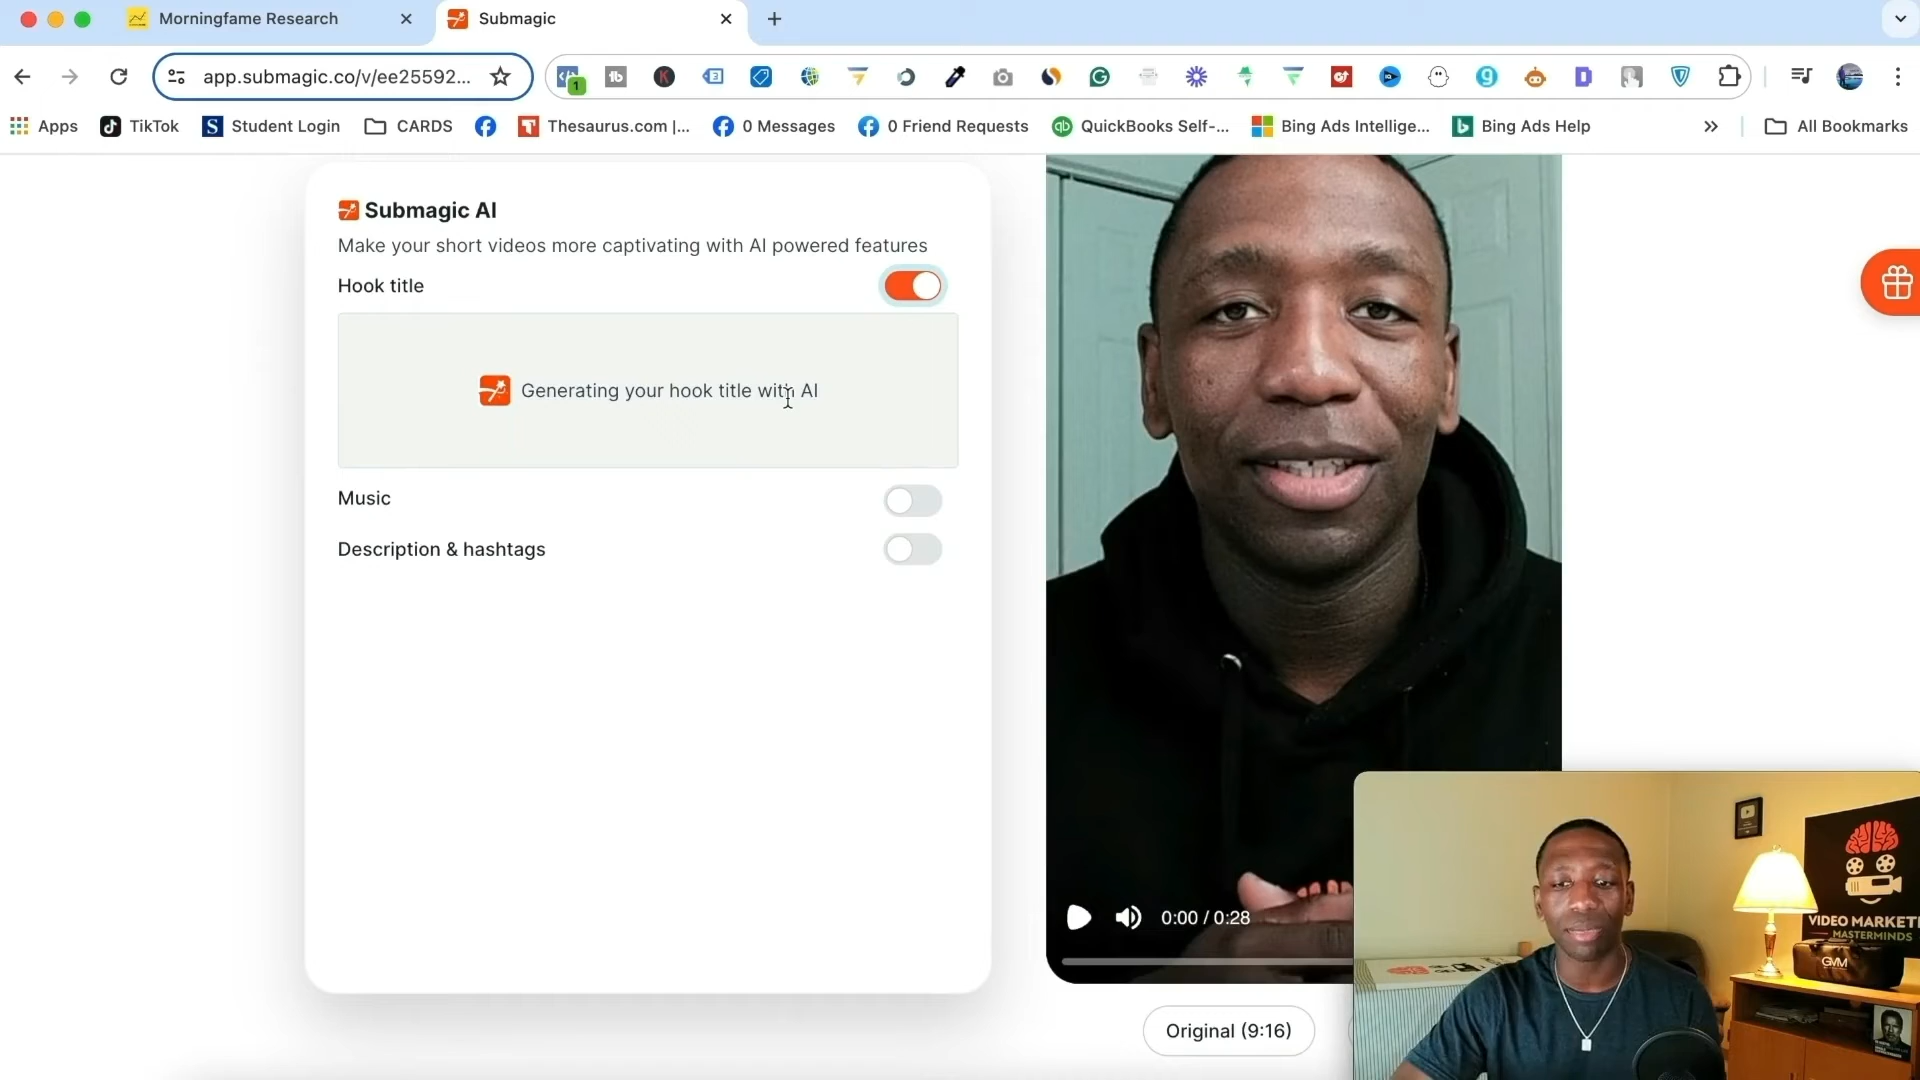 Morningfame Research
Submagic
app.submagic.co/v/ee25592...
Apps
TikTok
Student Login
CARDS
Thesaurus.com |...
0 Messages
0 Friend Requests
QuickBooks Self-...
Bing Ads Intellige...
Bing Ads Help
All Bookmarks
Submagic AI
Make your short videos more captivating with AI powered features
Hook title
Generating your hook title with AI
Music
Description & hashtags
0:00 / 0:28
Original (9:16)
VIDEO MARKETI
MASTERMINDS
GVM